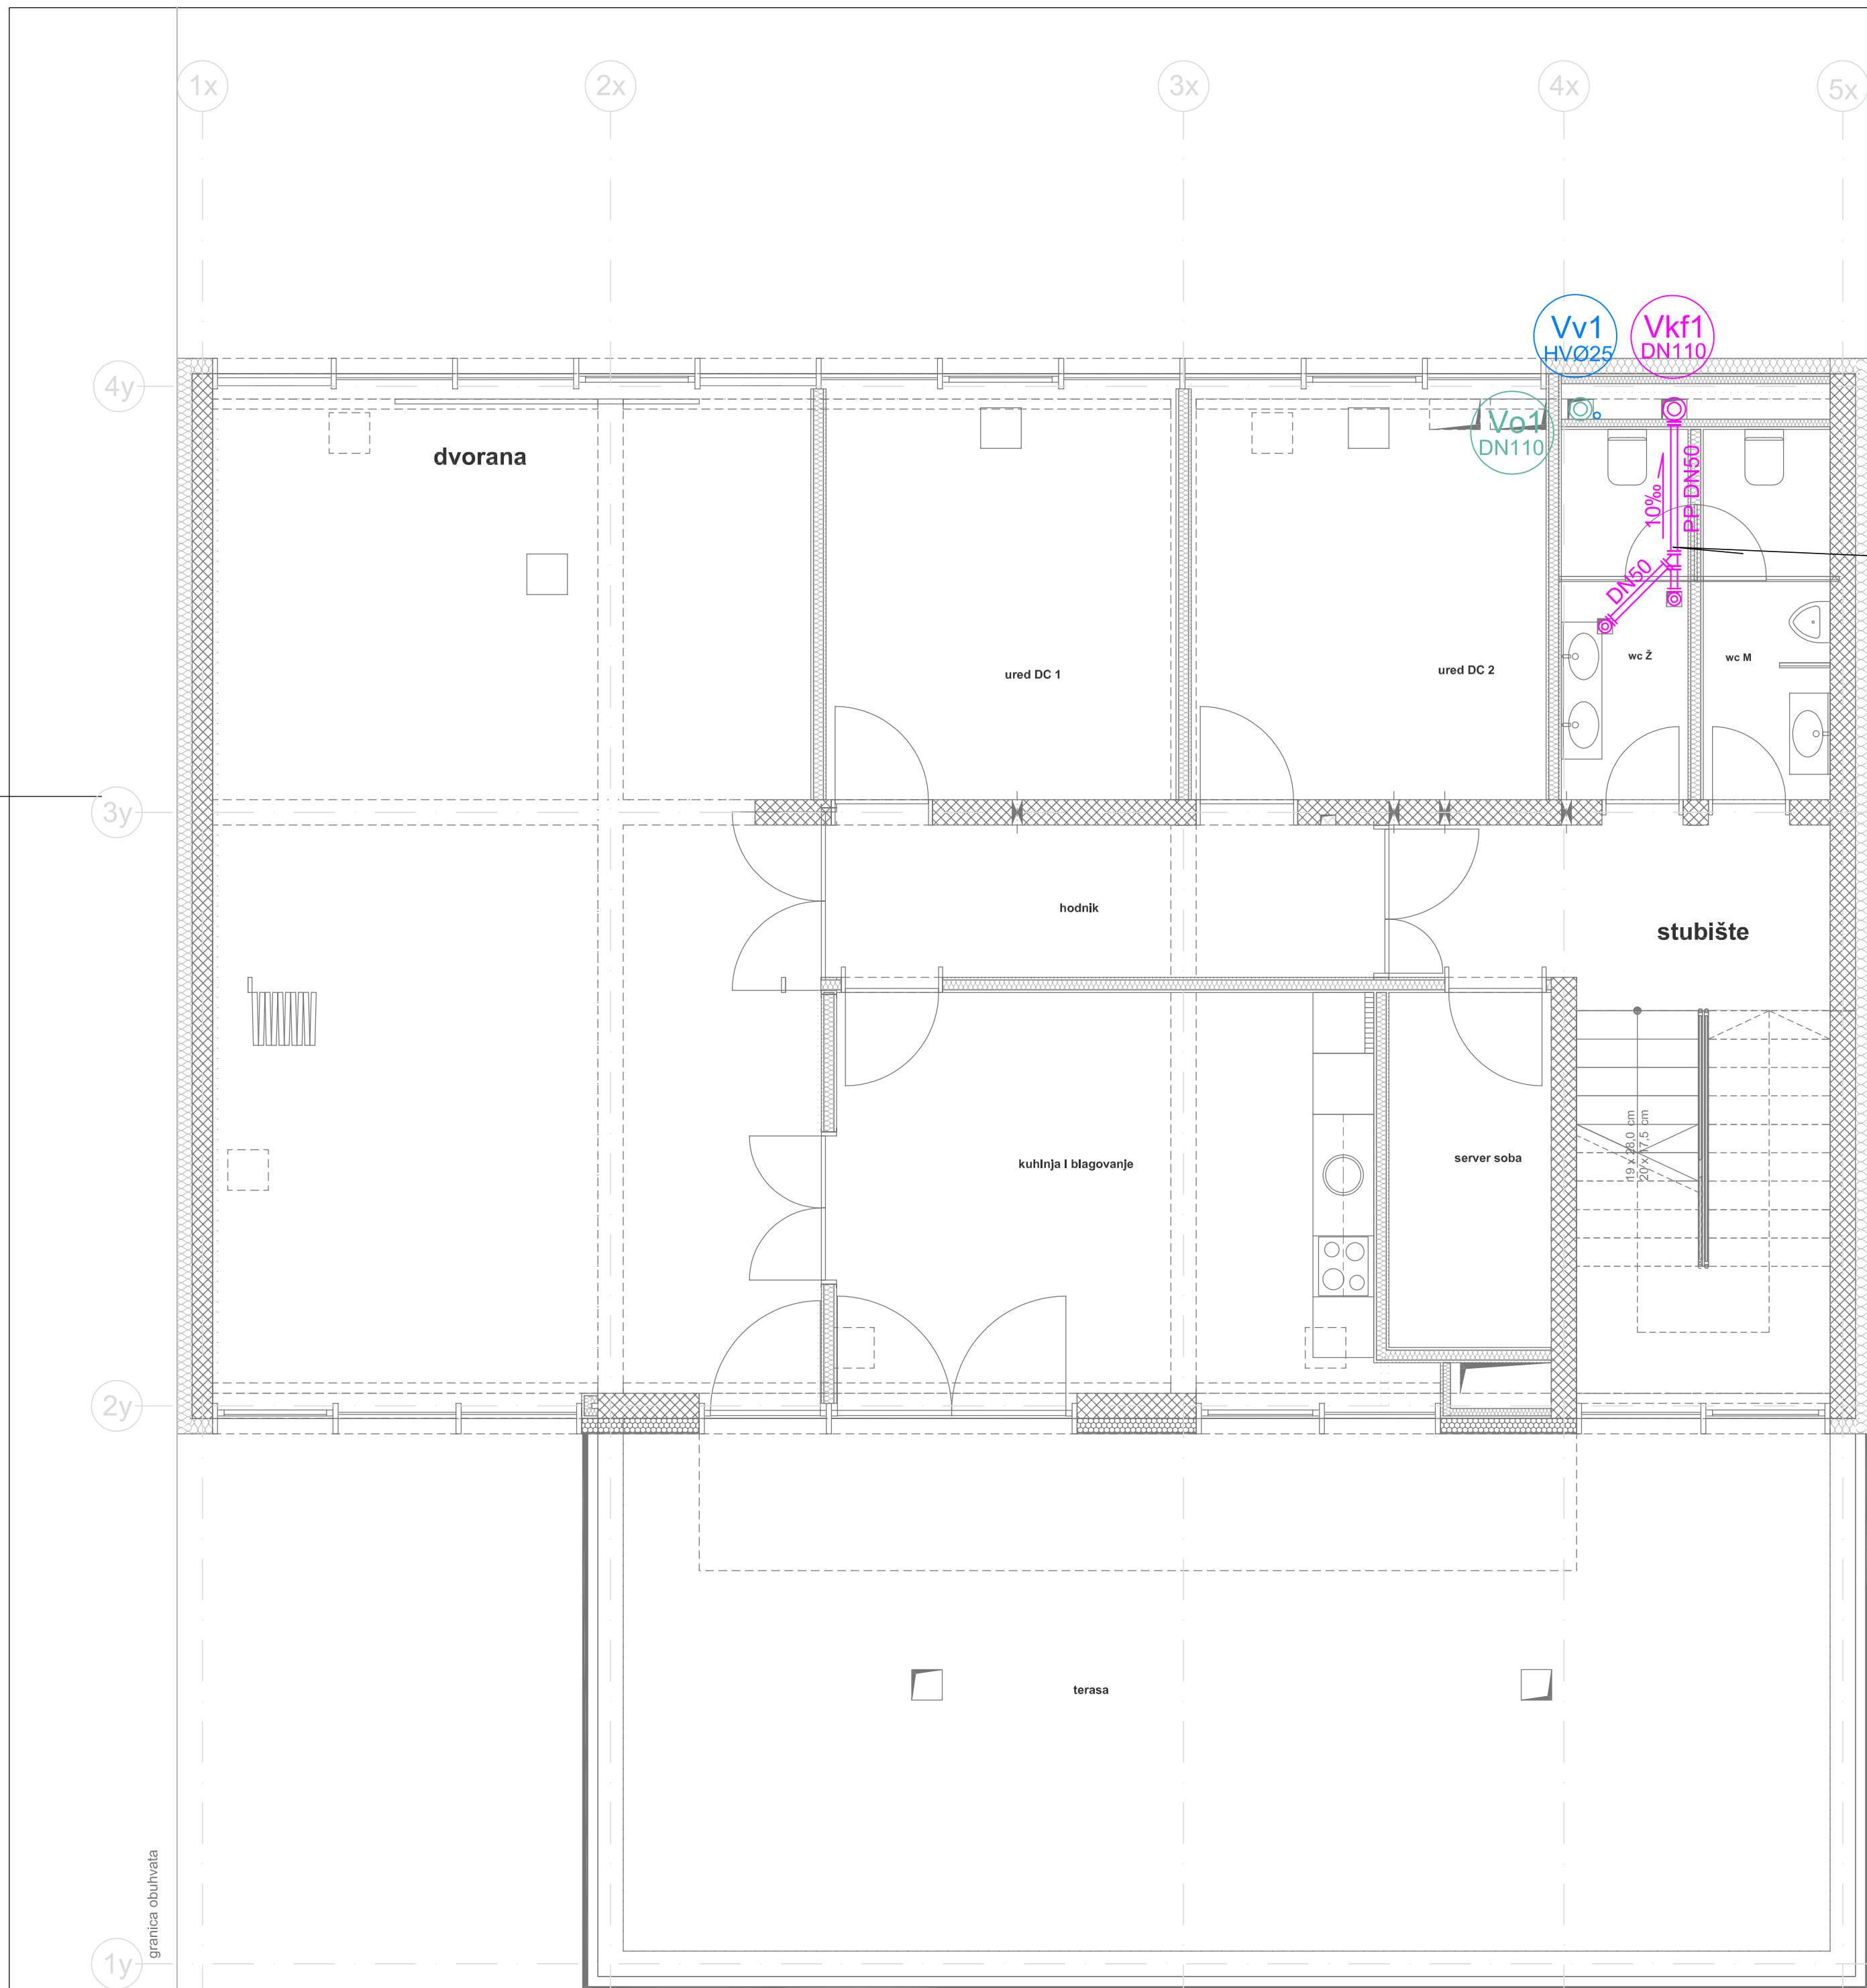 1x
2x
3x
4x
5x
Vv1
HVØ25
Vkf1
DN110
4y
Vo1
DN110
dvorana
10‰
PP DN50
DN50
ured DC 1
ured DC 2
wc Ž
wc M
3y
hodnik
stubište
kuhinja I blagovanje
server soba
19 x 28,0 cm
20 x 17,5 cm
2y
terasa
granica obuhvata
1y